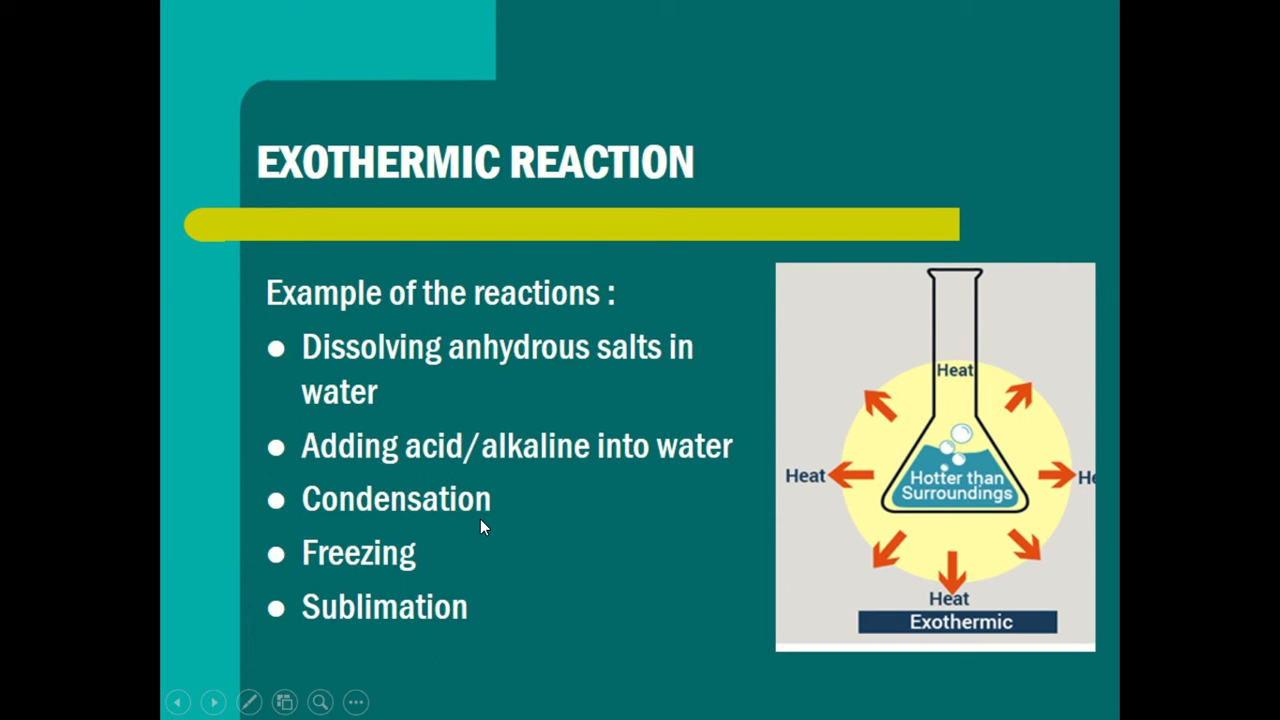 EXOTHERMIC REACTION
Example of the reactions :
● Dissolving anhydrous salts in
water
● Adding acid/alkaline into water
● Condensation
● Freezing
● Sublimation
Heat
Heat
Hotter than
Surroundings
Heat
Exothermic